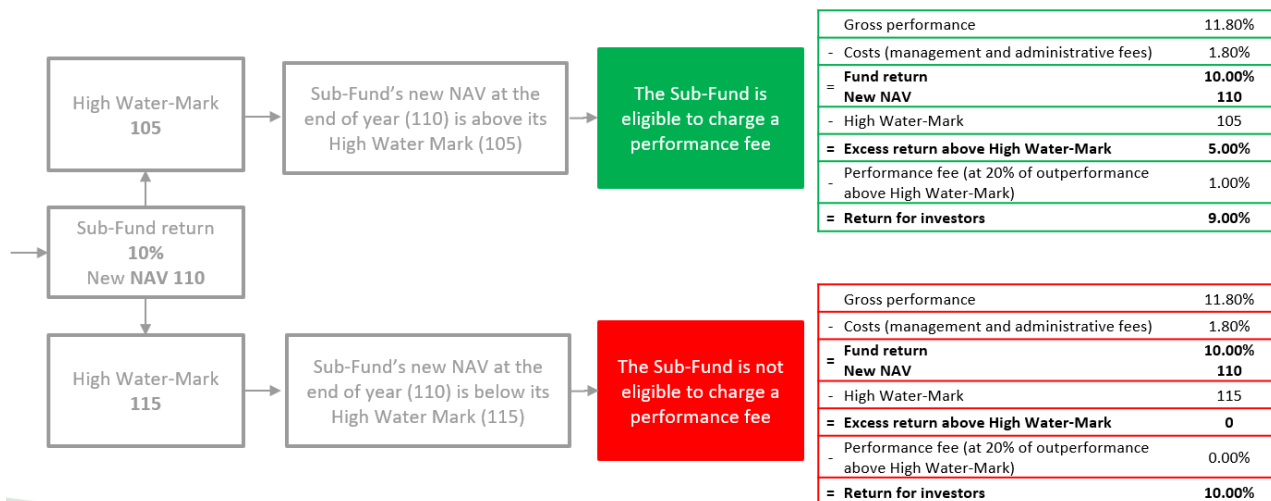 High Water-Mark
105
Sub-Fund's new NAV at the
end of year (110) is above its
High Water Mark (105)
The Sub-Fund is
eligible to charge a
performance fee
Gross performance 11.80%
- Costs (management and administrative fees) 1.80%
= Fund return 10.00%
New NAV 110
- High Water-Mark 105
= Excess return above High Water-Mark 5.00%
- Performance fee (at 20% of outperformance
above High Water-Mark) 1.00%
= Return for investors 9.00%
Sub-Fund return
10%
New NAV 110
High Water-Mark
115
Sub-Fund's new NAV at the
end of year (110) is below its
High Water Mark (115)
The Sub-Fund is not
eligible to charge a
performance fee
Gross performance 11.80%
- Costs (management and administrative fees) 1.80%
= Fund return 10.00%
New NAV 110
- High Water-Mark 115
= Excess return above High Water-Mark 0
- Performance fee (at 20% of outperformance
above High Water-Mark) 0.00%
= Return for investors 10.00%